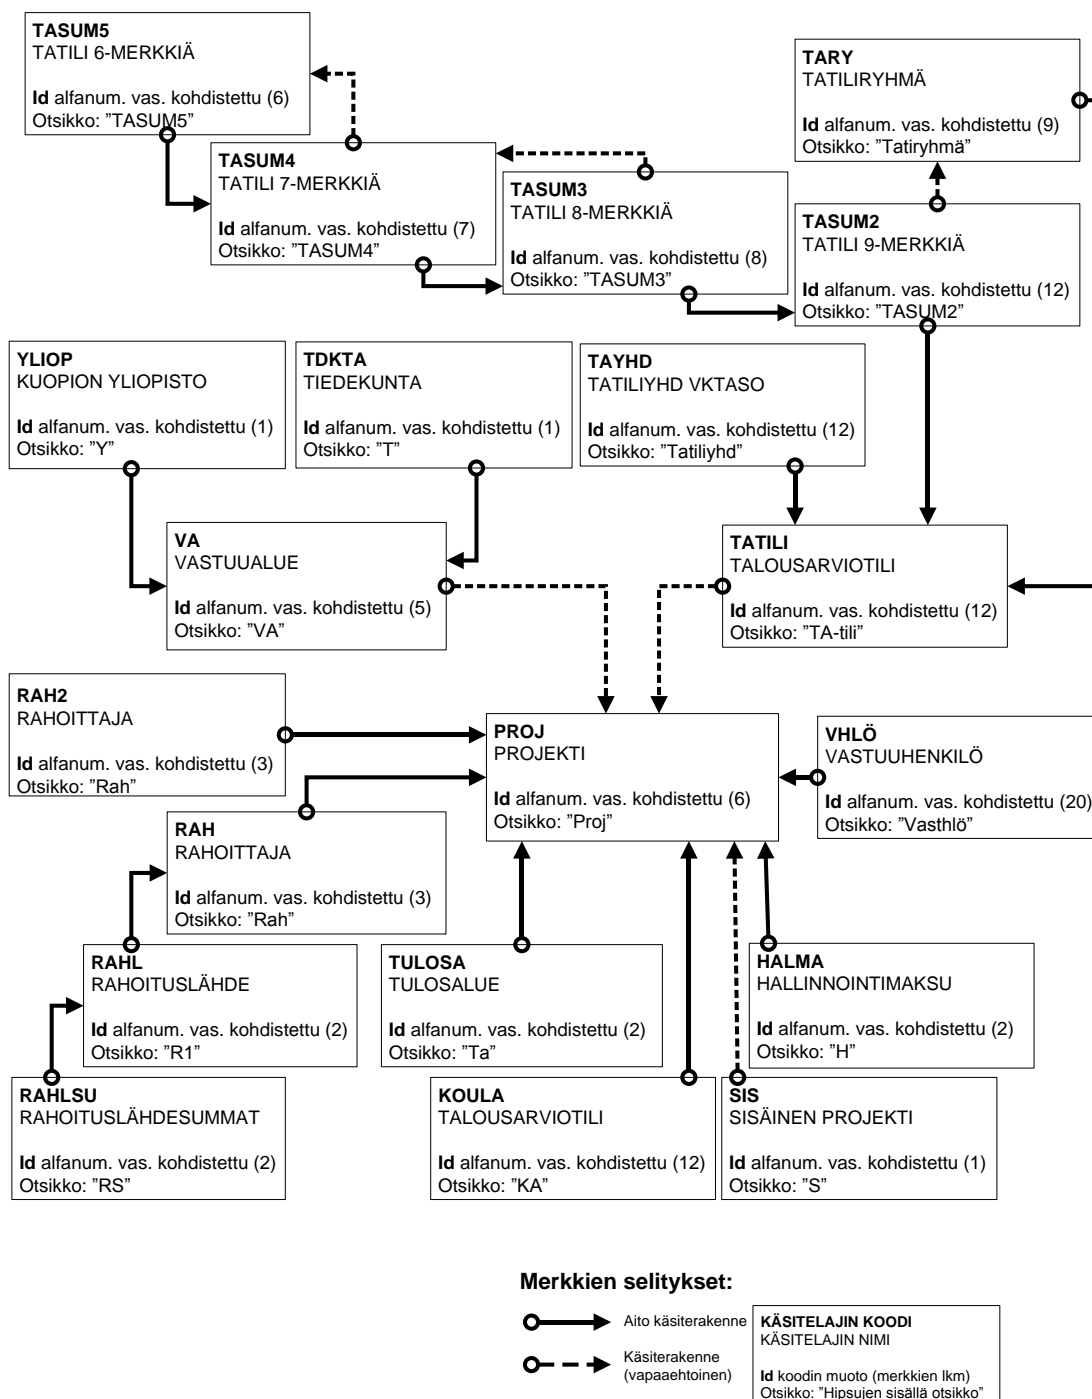 TASUM5
TATILI 6-MERKKIÄ
Id alfanum. vas. kohdistettu (6)
Otsikko: ”TASUM5”
TARY
TATILIRYHMÄ
Id alfanum. vas. kohdistettu (9)
Otsikko: ”Tatiryhmä”
TASUM4
TATILI 7-MERKKIÄ
Id alfanum. vas. kohdistettu (7)
Otsikko: ”TASUM4”
TASUM3
TATILI 8-MERKKIÄ
Id alfanum. vas. kohdistettu (8)
Otsikko: ”TASUM3”
TASUM2
TATILI 9-MERKKIÄ
Id alfanum. vas. kohdistettu (12)
Otsikko: ”TASUM2”
YLIOP
KUOPION YLIOPISTO
Id alfanum. vas. kohdistettu (1)
Otsikko: ”Y”
TDKTA
TIEDEKUNTA
Id alfanum. vas. kohdistettu (1)
Otsikko: ”T”
TAYHD
TATILIYHD VKTASO
Id alfanum. vas. kohdistettu (12)
Otsikko: ”Tatiliyhd”
VA
VASTUUALUE
Id alfanum. vas. kohdistettu (5)
Otsikko: ”VA”
TATILI
TALOUSARVIOTILI
Id alfanum. vas. kohdistettu (12)
Otsikko: ”TA-tili”
RAH2
RAHOITTAJA
Id alfanum. vas. kohdistettu (3)
Otsikko: ”Rah”
PROJ
PROJEKTI
Id alfanum. vas. kohdistettu (6)
Otsikko: ”Proj”
VHLÖ
VASTUUHENKILÖ
Id alfanum. vas. kohdistettu (20)
Otsikko: ”Vasthlö”
RAH
RAHOITTAJA
Id alfanum. vas. kohdistettu (3)
Otsikko: ”Rah”
RAHL
RAHOITUSLÄHDE
Id alfanum. vas. kohdistettu (2)
Otsikko: ”R1”
TULOSA
TULOSALUE
Id alfanum. vas. kohdistettu (2)
Otsikko: ”Ta”
HALMA
HALLINNOINTIMAKSU
Id alfanum. vas. kohdistettu (2)
Otsikko: ”H”
RAHLSU
RAHOITUSLÄHDESUMMAT
Id alfanum. vas. kohdistettu (2)
Otsikko: ”RS”
KOULA
TALOUSARVIOTILI
Id alfanum. vas. kohdistettu (12)
Otsikko: ”KA”
SIS
SISÄINEN PROJEKTI
Id alfanum. vas. kohdistettu (1)
Otsikko: ”S”
Merkkien selitykset:
Aito käsiterakenne
Käsiterakenne
(vapaaehtoinen)
KÄSITELAJIN KOODI
KÄSITELAJIN NIMI
Id koodin muoto (merkkien lkm)
Otsikko: ”Hipsujen sisällä otsikko”